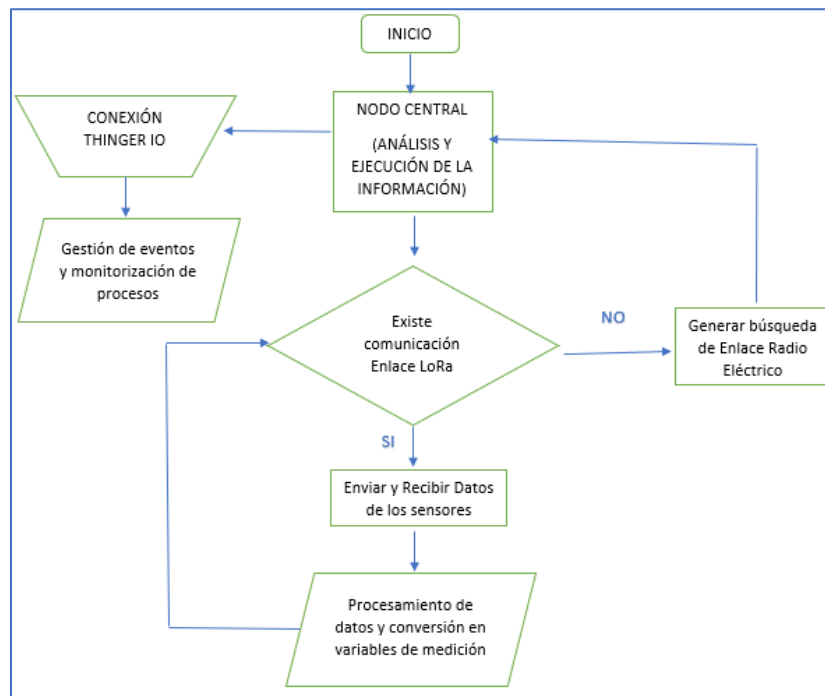 INICIO
NODO CENTRAL
(ANÁLISIS Y
EJECUCIÓN DE LA
INFORMACIÓN)
CONEXIÓN
THINGER IO
Gestión de eventos
y monitorización de
procesos
Existe
comunicación
Enlace LoRa
NO
Generar búsqueda
de Enlace Radio
Eléctrico
SI
Enviar y Recibir Datos
de los sensores
Procesamiento de
datos y conversión en
variables de medición